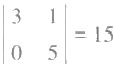 | 3 1 |
| 0 5 | = 15